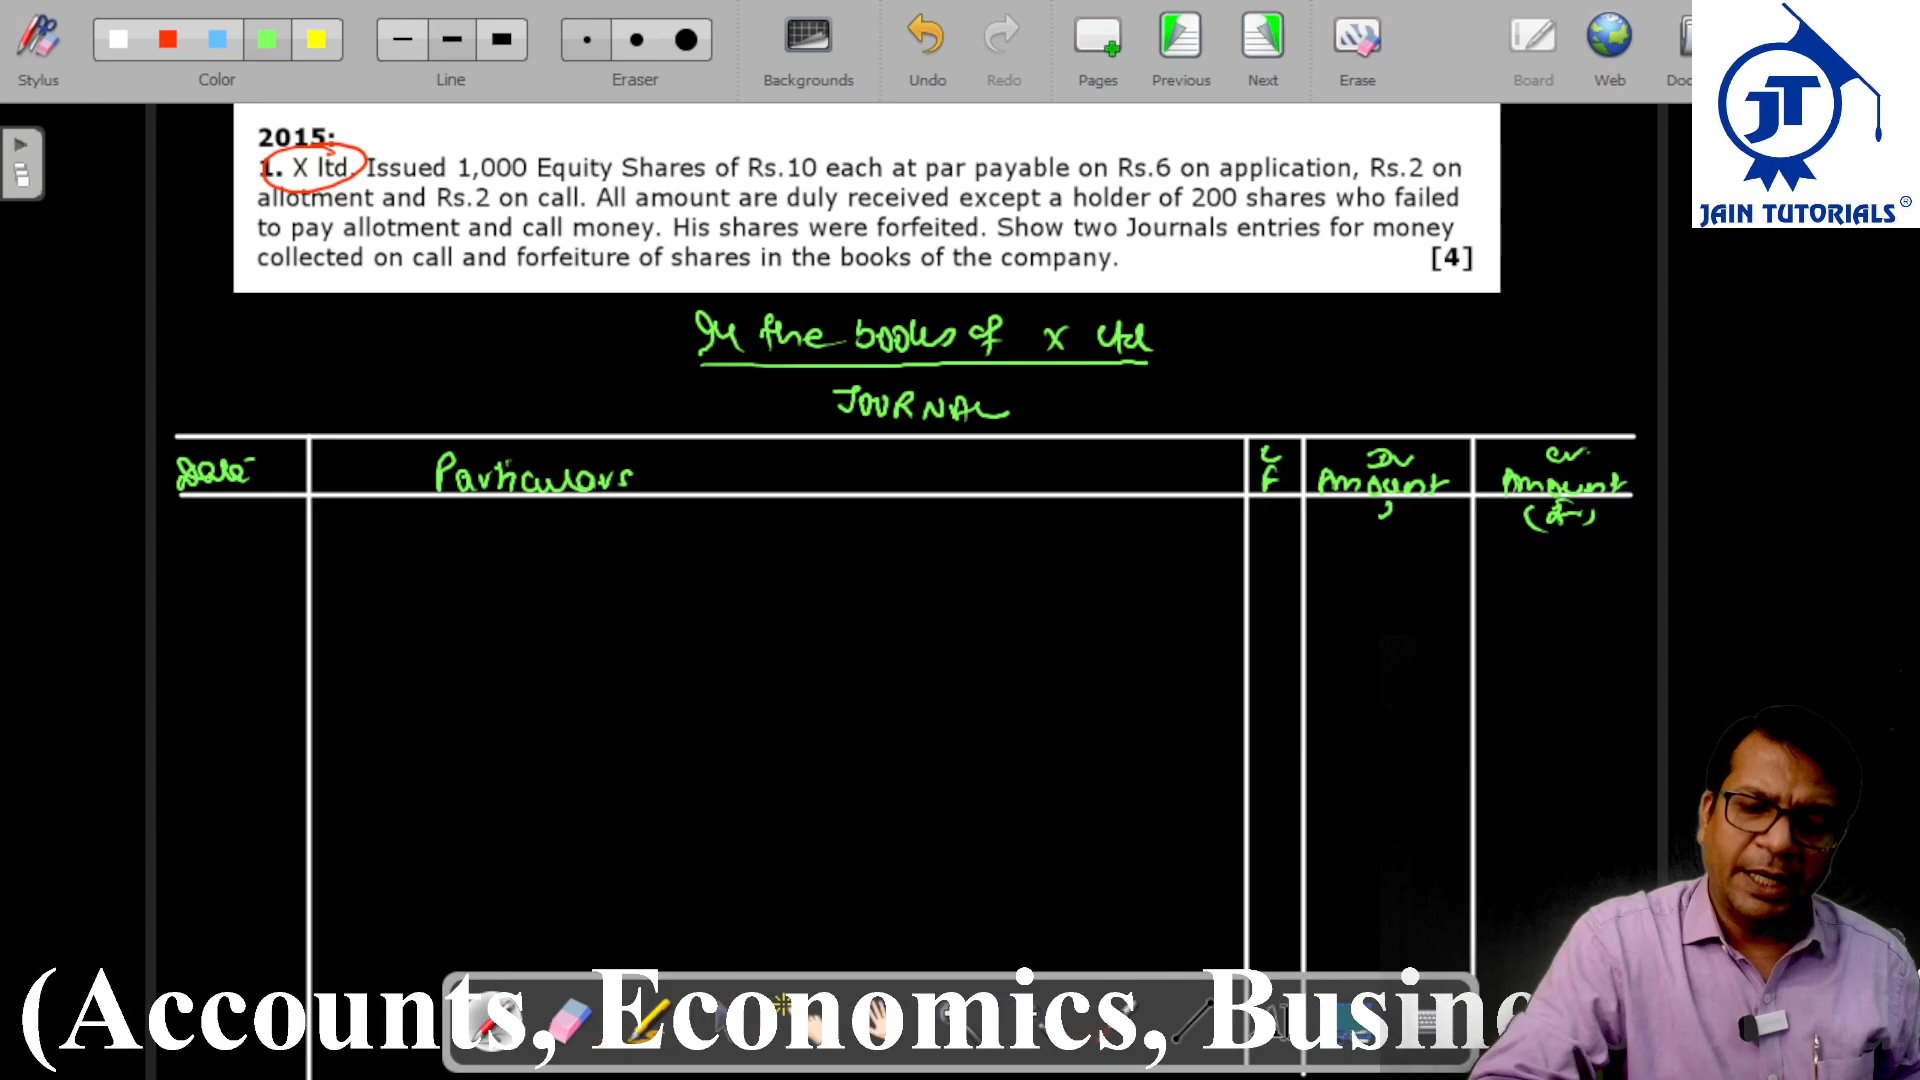 Stylus
Color
Line
Eraser
Backgrounds
Undo
Redo
Pages
Previous
Next
Erase
Board
Web
JT
JAIN TUTORIALS®
2015:
1. X ltd. Issued 1,000 Equity Shares of Rs.10 each at par payable on Rs.6 on application, Rs.2 on
allotment and Rs.2 on call. All amount are duly received except a holder of 200 shares who failed
to pay allotment and call money. His shares were forfeited. Show two Journals entries for money
collected on call and forfeiture of shares in the books of the company.
[4]
In the books of X Ltd
JOURNAL
Date
Particulars
L
F
Dr
Amount
Cr
Amount
(₹)
(Accounts, Economics, Busin